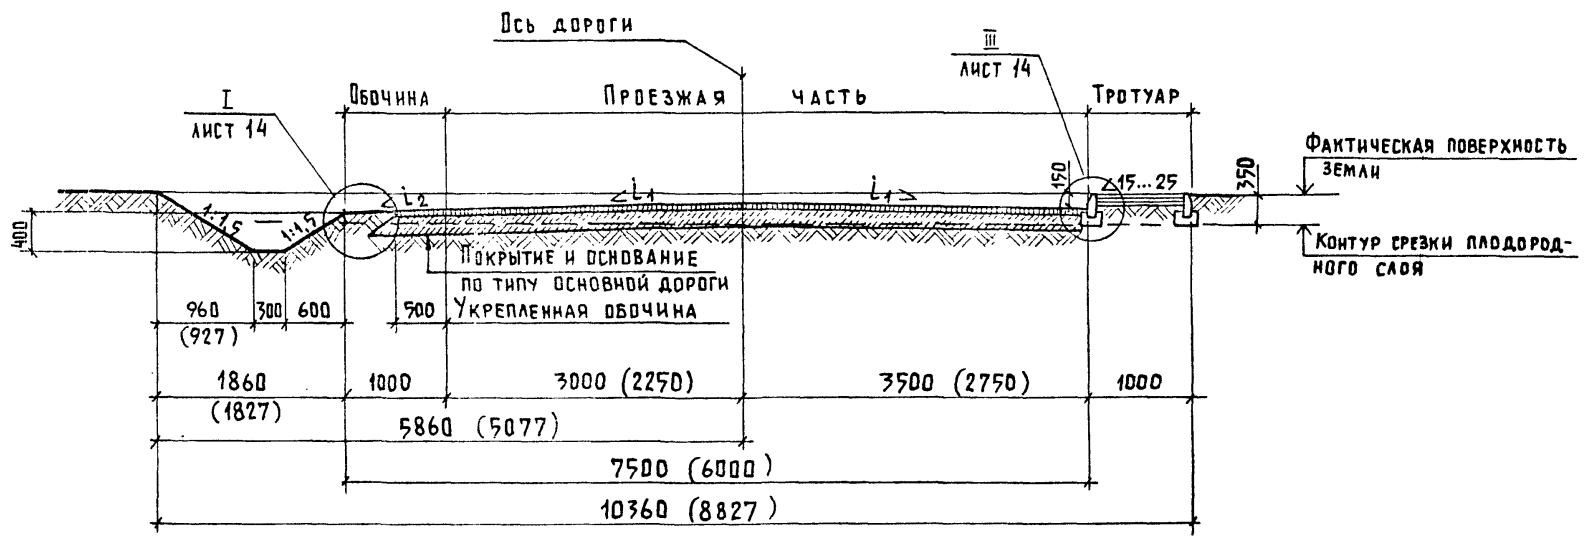 Ось дороги
III
лист 14
I
лист 14
Обочина
Проезжая часть
Тротуар
Фактическая поверхность
земли
350
150
15...25
i2
i1
i1
1:1,5
1:1,5
400
Контур срезки плодород-
ного слоя
Покрытие и основание
по типу основной дороги
Укрепленная обочина
960
(927)
300
600
500
1860
(1827)
1000
3000 (2250)
3500 (2750)
1000
5860 (5077)
7500 (6000)
10360 (8827)